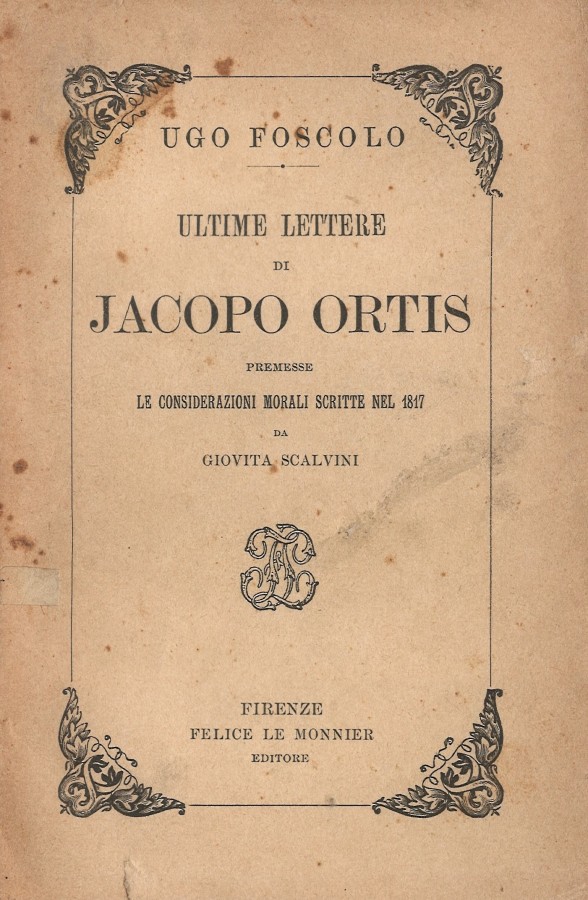 UGO FOSCOLO
ULTIME LETTERE
DI
JACOPO ORTIS
PREMESSE
LE CONSIDERAZIONI MORALI SCRITTE NEL 1817
DA
GIOVITA SCALVINI
FIRENZE
FELICE LE MONNIER
EDITORE